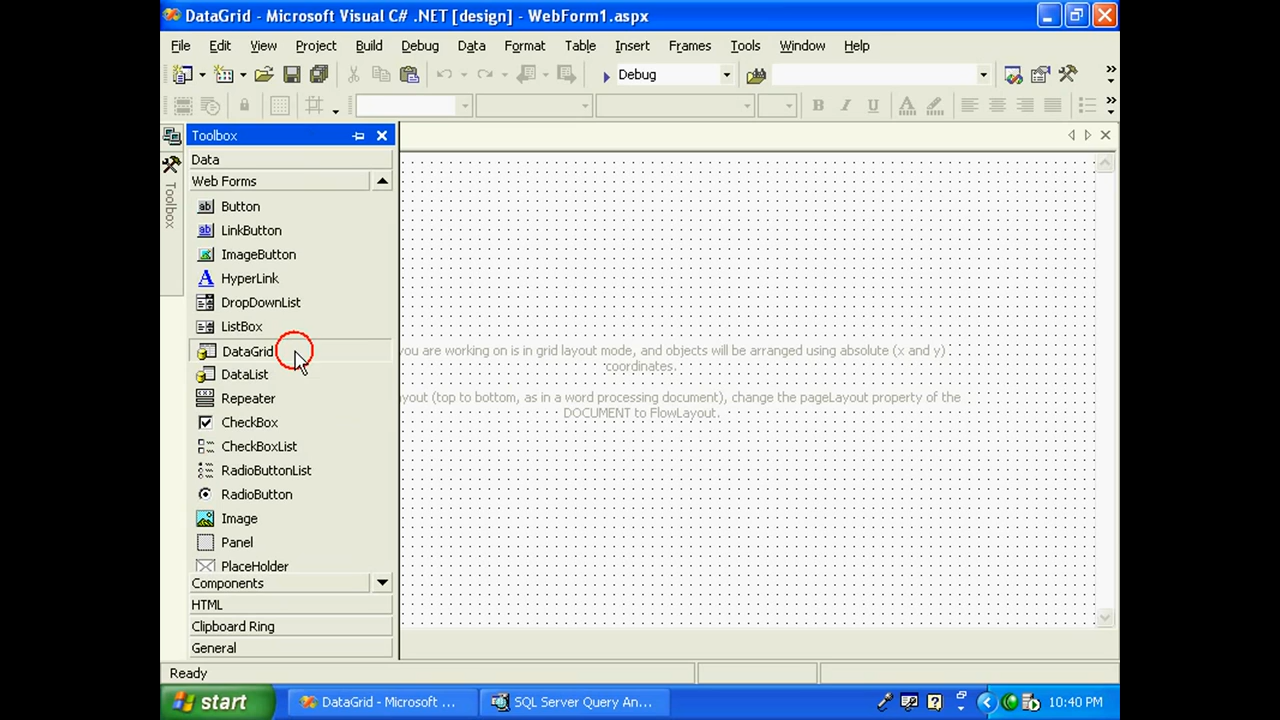 DataGrid - Microsoft Visual C# .NET [design] - WebForm1.aspx
File Edit View Project Build Debug Data Format Table Insert Frames Tools Window Help
Debug
B I U A
Toolbox
Toolbox
Data
Web Forms
Button
LinkButton
ImageButton
HyperLink
DropDownList
ListBox
DataGrid
DataList
Repeater
CheckBox
CheckBoxList
RadioButtonList
RadioButton
Image
Panel
PlaceHolder
Components
HTML
Clipboard Ring
General
you are working on is in grid layout mode, and objects will be arranged using absolute (x and y)
coordinates.
yout (top to bottom, as in a word processing document), change the pageLayout property of the
DOCUMENT to FlowLayout.
Ready
start DataGrid - Microsoft ... SQL Server Query An... 10:40 PM